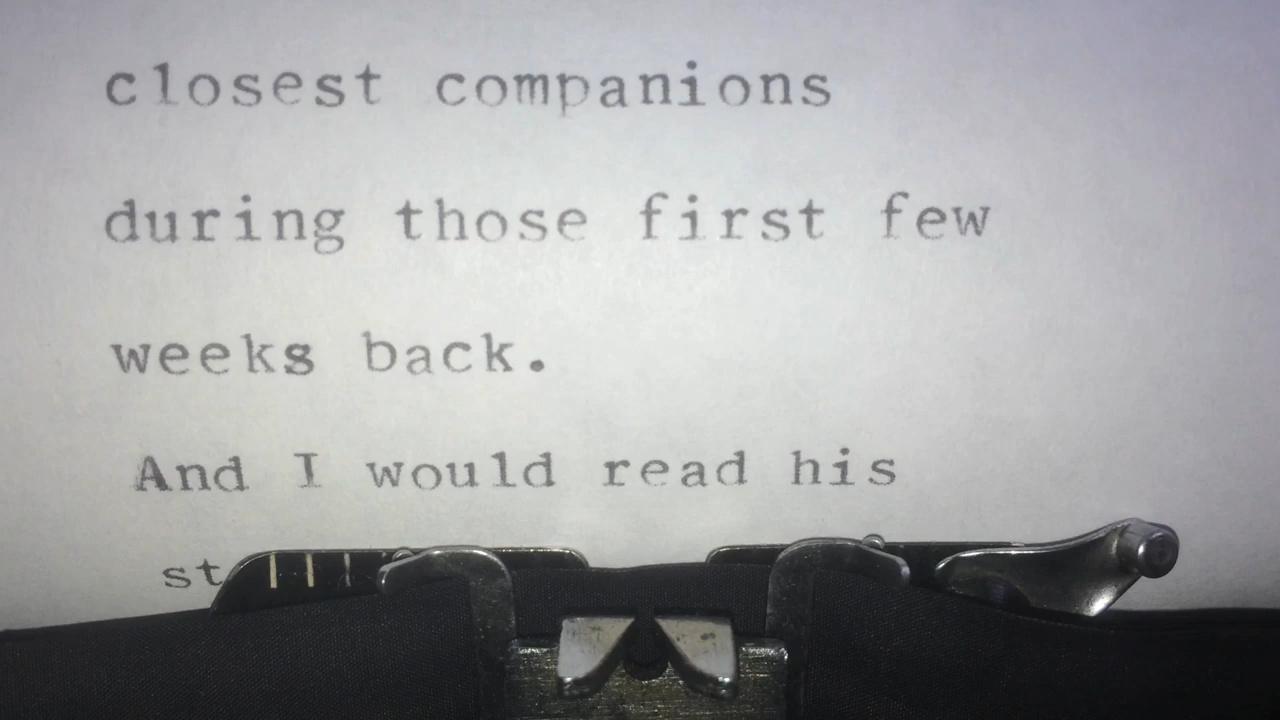 closest companions
during those first few
weeks back.
And I would read his